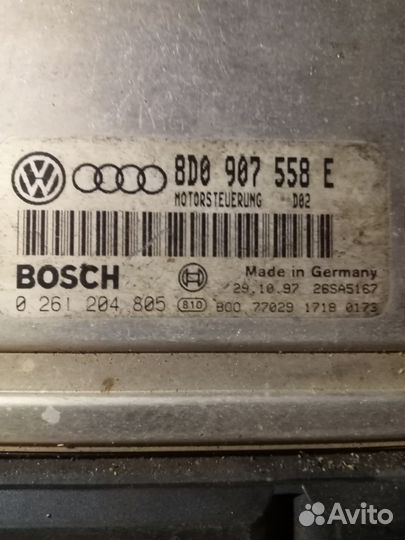 8D0 907 558 E
MOTORSTEUERUNG D02
BOSCH
Made in Germany
29.10.97 26SA5167
0 261 204 805 810 BOO 77029 1718 0173
Avito